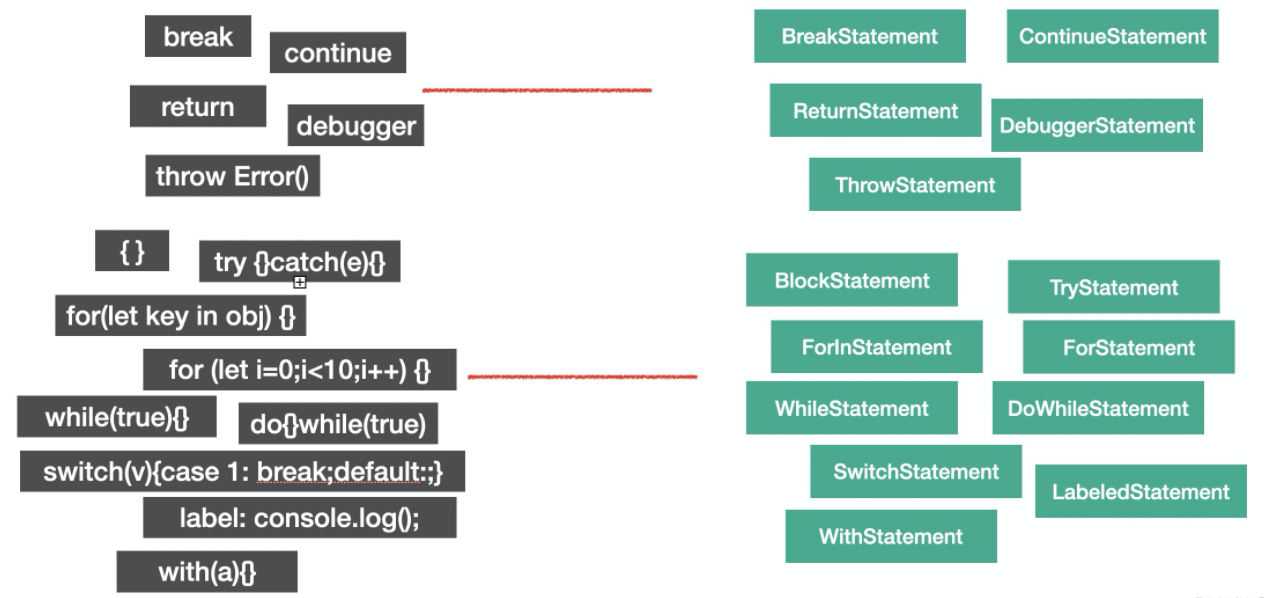 break
continue
return
debugger
throw Error()
{ }
try {}catch(e){}
for(let key in obj) {}
for (let i=0;i<10;i++) {}
while(true){}
do{}while(true)
switch(v){case 1: break;default:;}
label: console.log();
with(a){}
BreakStatement
ContinueStatement
ReturnStatement
DebuggerStatement
ThrowStatement
BlockStatement
TryStatement
ForInStatement
ForStatement
WhileStatement
DoWhileStatement
SwitchStatement
LabeledStatement
WithStatement